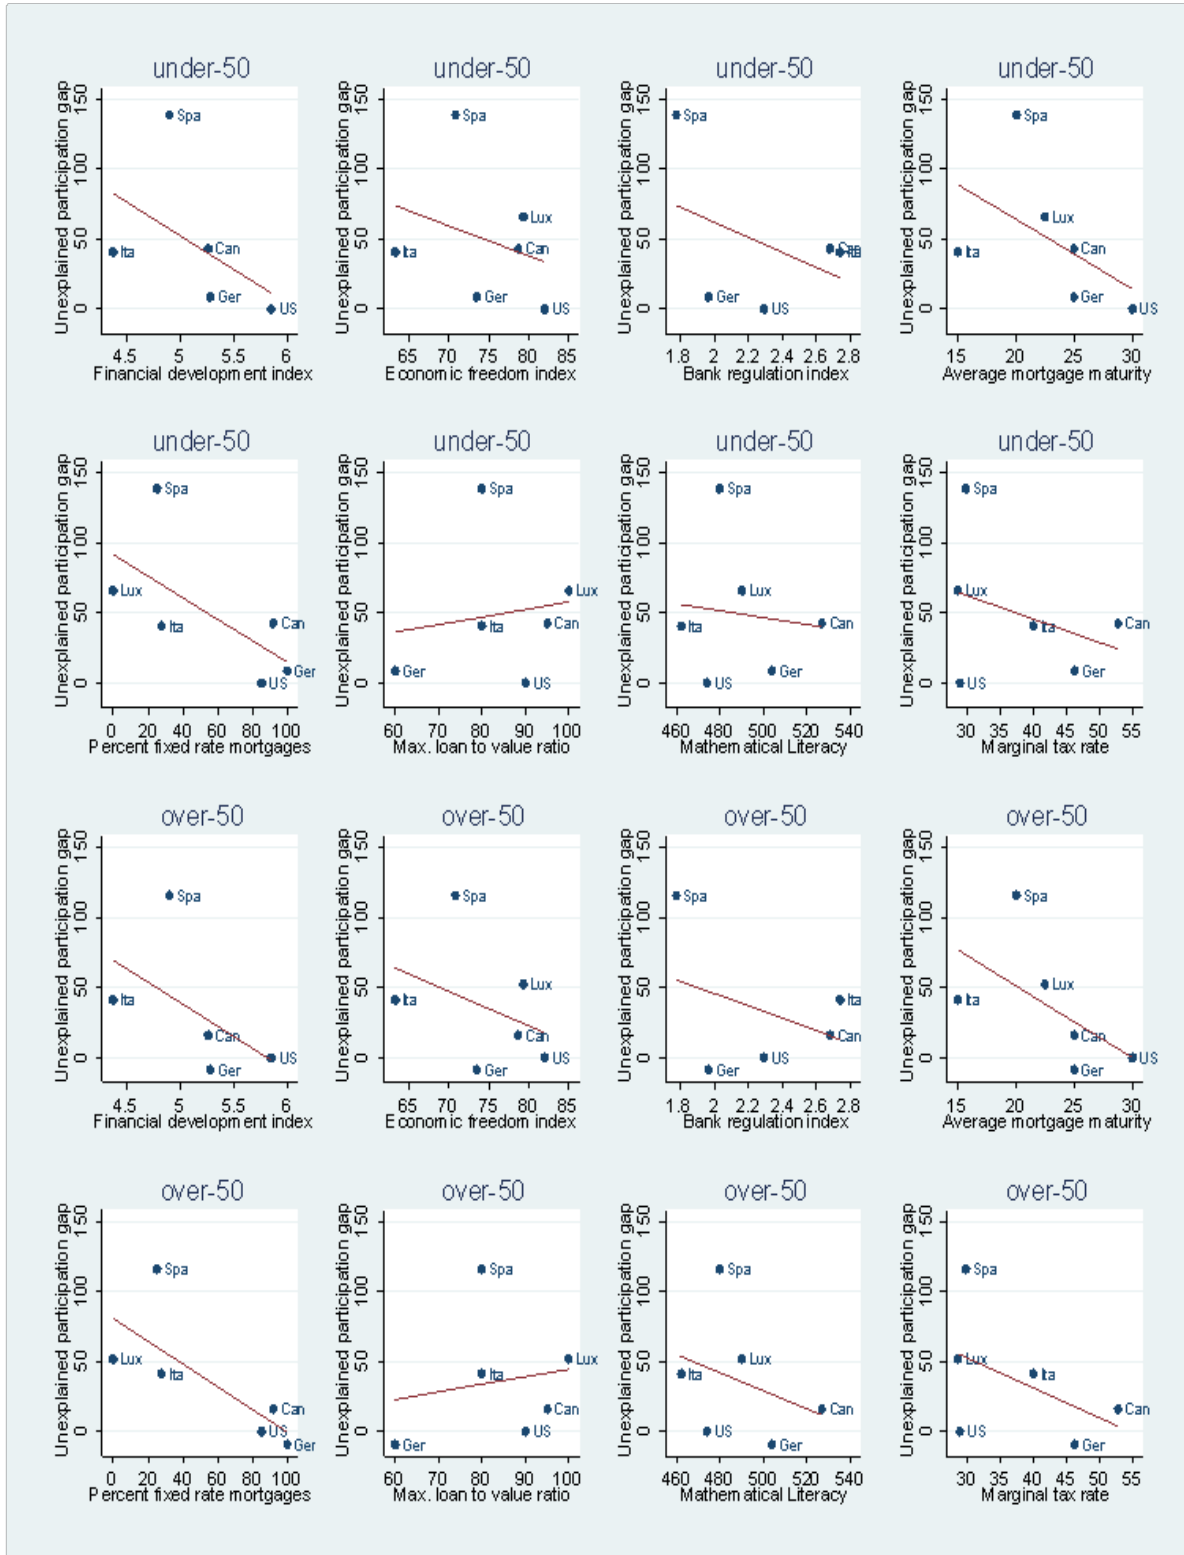 under-50 under-50 under-50 under-50
Unexplained participation gap Unexplained participation gap Unexplained participation gap Unexplained participation gap
150 150 150 150
Spa Spa Spa Spa
100 100 100 100
Lux Lux
50 50 50 50
Ita Can Ita Can Can Ita Ita Can
Ger Ger Ger Ger
0 US 0 US 0 US 0 US
4.5 5 5.5 6 65 70 75 80 85 1.8 2 2.2 2.4 2.6 2.8 15 20 25 30
Financial development index Economic freedom index Bank regulation index Average mortgage maturity
under-50 under-50 under-50 under-50
Unexplained participation gap Unexplained participation gap Unexplained participation gap Unexplained participation gap
150 150 150 150
Spa Spa Spa Spa
100 100 100 100
Lux Lux Lux Lux
50 50 50 50
Ita Can Ita Can Ita Can Ita Can
Ger Ger Ger Ger
0 US 0 US 0 US 0 US
0 20 40 60 80 100 60 70 80 90 100 460 480 500 520 540 30 35 40 45 50 55
Percent fixed rate mortgages Max. loan to value ratio Mathematical Literacy Marginal tax rate
over-50 over-50 over-50 over-50
Unexplained participation gap Unexplained participation gap Unexplained participation gap Unexplained participation gap
150 150 150 150
Spa Spa Spa Spa
100 100 100 100
Lux Lux
50 50 50 50
Ita Ita Ita Ita
Can Can Can Can
0 US 0 US 0 US 0 US
Ger Ger Ger Ger
4.5 5 5.5 6 65 70 75 80 85 1.8 2 2.2 2.4 2.6 2.8 15 20 25 30
Financial development index Economic freedom index Bank regulation index Average mortgage maturity
over-50 over-50 over-50 over-50
Unexplained participation gap Unexplained participation gap Unexplained participation gap Unexplained participation gap
150 150 150 150
Spa Spa Spa Spa
100 100 100 100
Lux Lux Lux Lux
50 50 50 50
Ita Ita Ita Ita
Can Can Can Can
0 US 0 US 0 US 0 US
Ger Ger Ger Ger
0 20 40 60 80 100 60 70 80 90 100 460 480 500 520 540 30 35 40 45 50 55
Percent fixed rate mortgages Max. loan to value ratio Mathematical Literacy Marginal tax rate